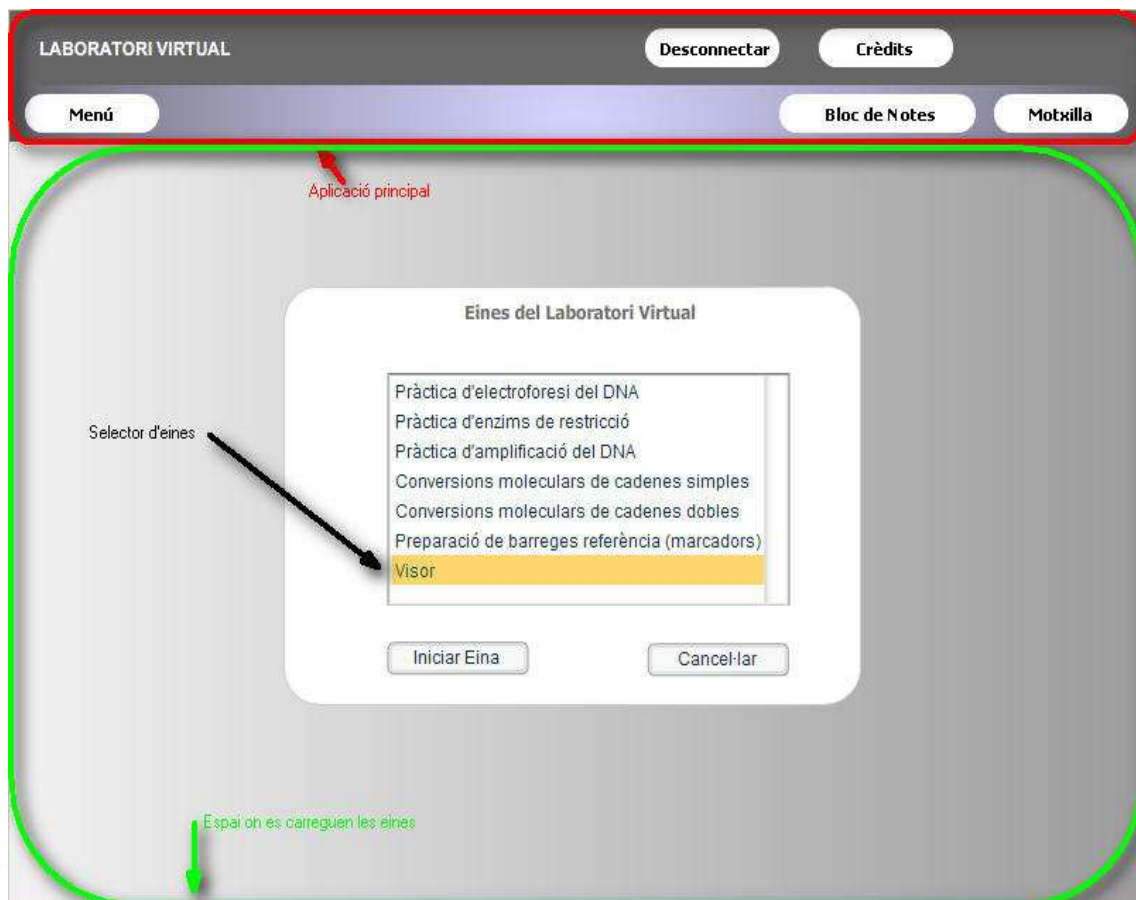 LABORATORI VIRTUAL
Desconnectar
Crèdits
Menú
Bloc de Notes
Motxilla
Aplicació principal
Eines del Laboratori Virtual
Pràctica d'electroforesi del DNA
Pràctica d'enzims de restricció
Pràctica d'amplificació del DNA
Selector d'eines
Conversions moleculars de cadenes simples
Conversions moleculars de cadenes dobles
Preparació de barreges referència (marcadors)
Visor
Iniciar Eina
Cancel·lar
Espai on es carreguen les eines